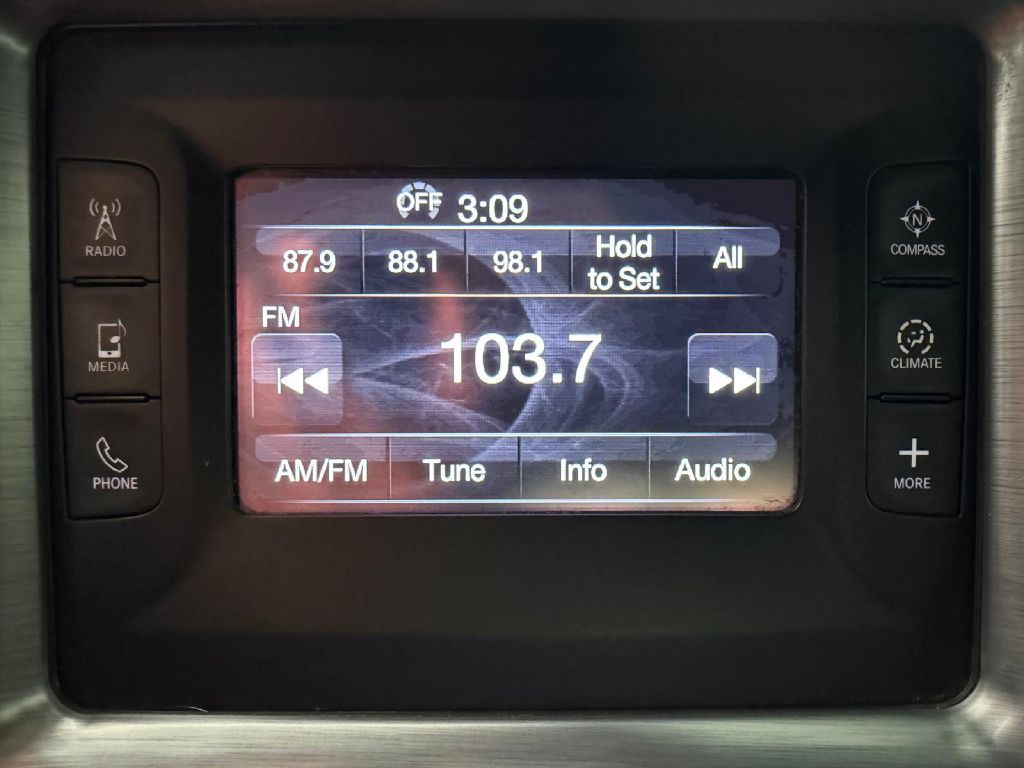 OFF 3:09
87.9 88.1 98.1 Hold to Set All
FM
103.7
AM/FM Tune Info Audio
RADIO
MEDIA
PHONE
N
COMPASS
CLIMATE
MORE